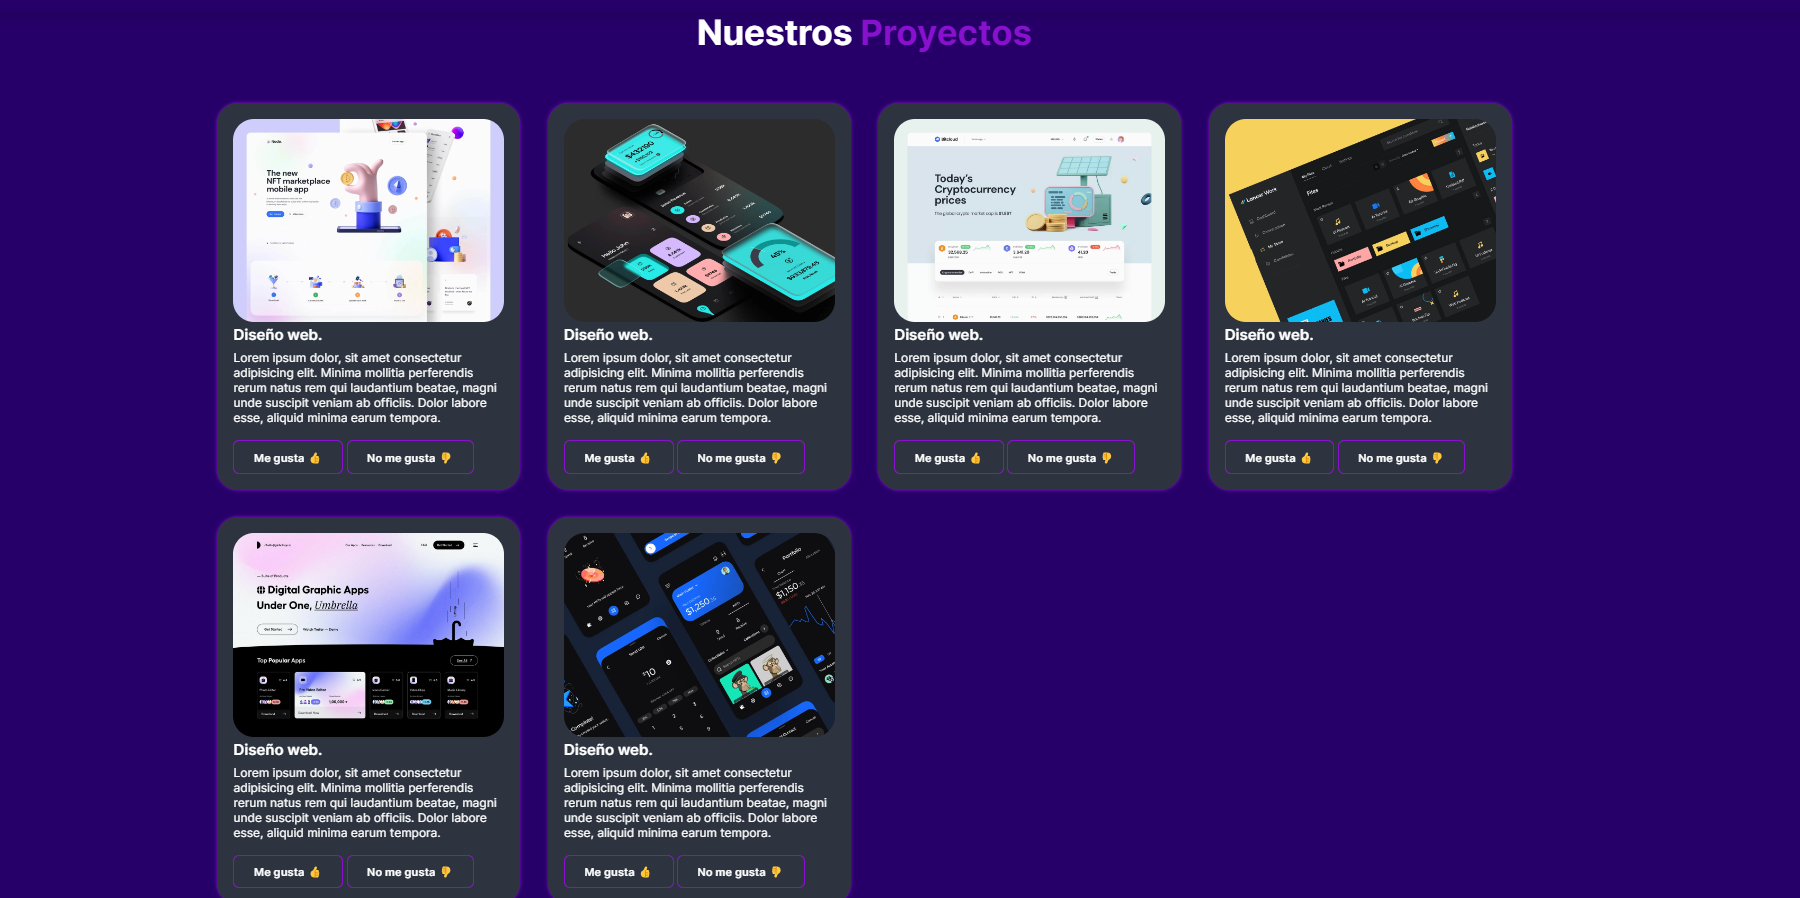 Nuestros Proyectos
The new
NFT marketplace
mobile app
Diseño web.
Lorem ipsum dolor, sit amet consectetur
adipisicing elit. Minima mollitia perferendis
rerum natus rem qui laudantium beatae, magni
unde suscipit veniam ab officiis. Dolor labore
esse, aliquid minima earum tempora.
Me gusta 👍
No me gusta 👎
Hello John
Diseño web.
Lorem ipsum dolor, sit amet consectetur
adipisicing elit. Minima mollitia perferendis
rerum natus rem qui laudantium beatae, magni
unde suscipit veniam ab officiis. Dolor labore
esse, aliquid minima earum tempora.
Me gusta 👍
No me gusta 👎
Today's
Cryptocurrency
prices
Diseño web.
Lorem ipsum dolor, sit amet consectetur
adipisicing elit. Minima mollitia perferendis
rerum natus rem qui laudantium beatae, magni
unde suscipit veniam ab officiis. Dolor labore
esse, aliquid minima earum tempora.
Me gusta 👍
No me gusta 👎
Files
Diseño web.
Lorem ipsum dolor, sit amet consectetur
adipisicing elit. Minima mollitia perferendis
rerum natus rem qui laudantium beatae, magni
unde suscipit veniam ab officiis. Dolor labore
esse, aliquid minima earum tempora.
Me gusta 👍
No me gusta 👎
Digital Graphic Apps
Under One, Umbrella
Get Started
Top Popular Apps
Diseño web.
Lorem ipsum dolor, sit amet consectetur
adipisicing elit. Minima mollitia perferendis
rerum natus rem qui laudantium beatae, magni
unde suscipit veniam ab officiis. Dolor labore
esse, aliquid minima earum tempora.
Me gusta 👍
No me gusta 👎
Portfolio
$1,150
$1,250
$10
Diseño web.
Lorem ipsum dolor, sit amet consectetur
adipisicing elit. Minima mollitia perferendis
rerum natus rem qui laudantium beatae, magni
unde suscipit veniam ab officiis. Dolor labore
esse, aliquid minima earum tempora.
Me gusta 👍
No me gusta 👎